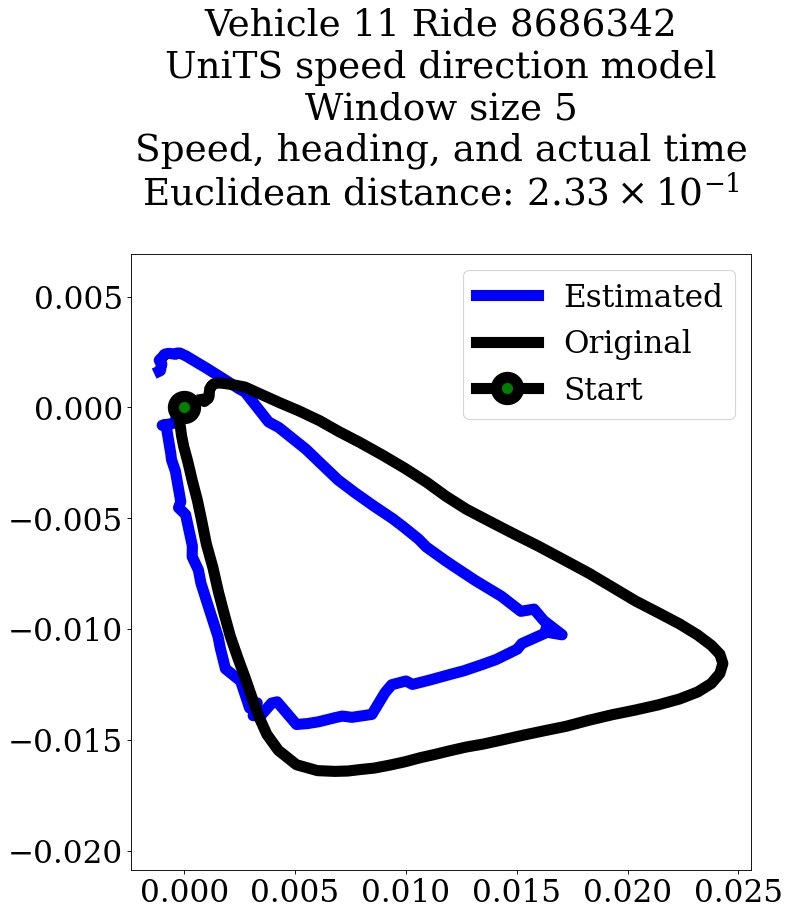 Vehicle 11 Ride 8686342
UniTS speed direction model
Window size 5
Speed, heading, and actual time
Euclidean distance: 2.33 × 10⁻¹
Estimated
Original
Start
0.005
0.000
−0.005
−0.010
−0.015
−0.020
0.000 0.005 0.010 0.015 0.020 0.025